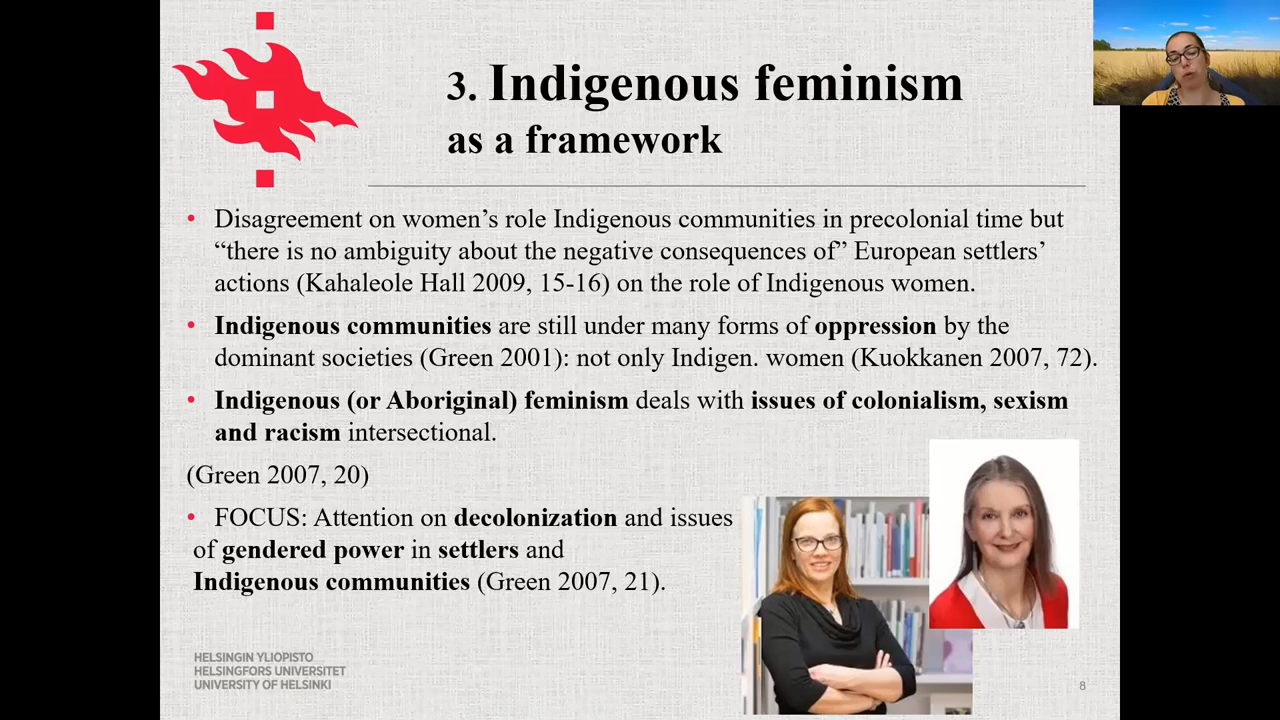 3. Indigenous feminism
as a framework
• Disagreement on women’s role Indigenous communities in precolonial time but
“there is no ambiguity about the negative consequences of” European settlers’
actions (Kahaleole Hall 2009, 15-16) on the role of Indigenous women.
• Indigenous communities are still under many forms of oppression by the
dominant societies (Green 2001): not only Indigen. women (Kuokkanen 2007, 72).
• Indigenous (or Aboriginal) feminism deals with issues of colonialism, sexism
and racism intersectional.
(Green 2007, 20)
• FOCUS: Attention on decolonization and issues
of gendered power in settlers and
Indigenous communities (Green 2007, 21).
HELSINGIN YLIOPISTO
HELSINGFORS UNIVERSITET
UNIVERSITY OF HELSINKI
8